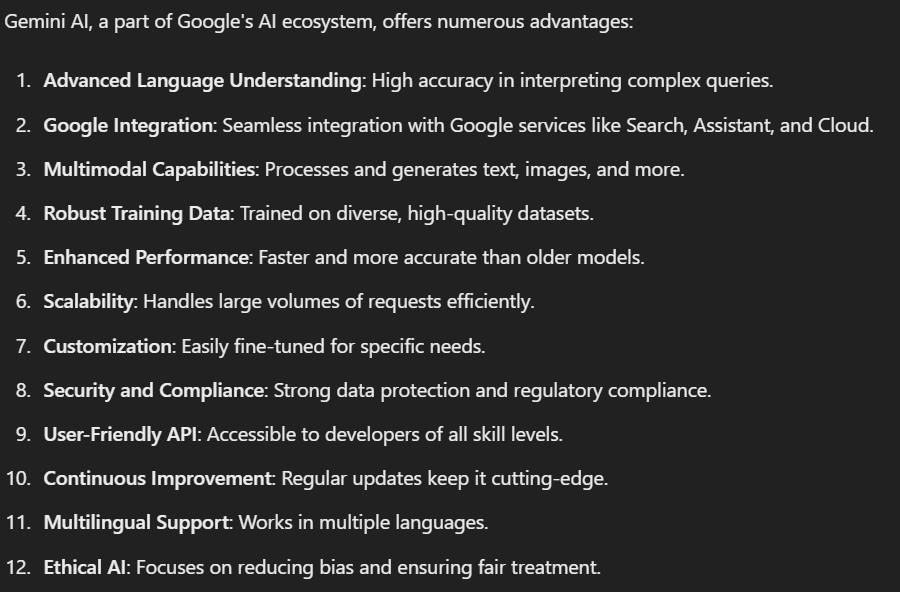 Gemini AI, a part of Google's AI ecosystem, offers numerous advantages:
1. Advanced Language Understanding: High accuracy in interpreting complex queries.
2. Google Integration: Seamless integration with Google services like Search, Assistant, and Cloud.
3. Multimodal Capabilities: Processes and generates text, images, and more.
4. Robust Training Data: Trained on diverse, high-quality datasets.
5. Enhanced Performance: Faster and more accurate than older models.
6. Scalability: Handles large volumes of requests efficiently.
7. Customization: Easily fine-tuned for specific needs.
8. Security and Compliance: Strong data protection and regulatory compliance.
9. User-Friendly API: Accessible to developers of all skill levels.
10. Continuous Improvement: Regular updates keep it cutting-edge.
11. Multilingual Support: Works in multiple languages.
12. Ethical AI: Focuses on reducing bias and ensuring fair treatment.